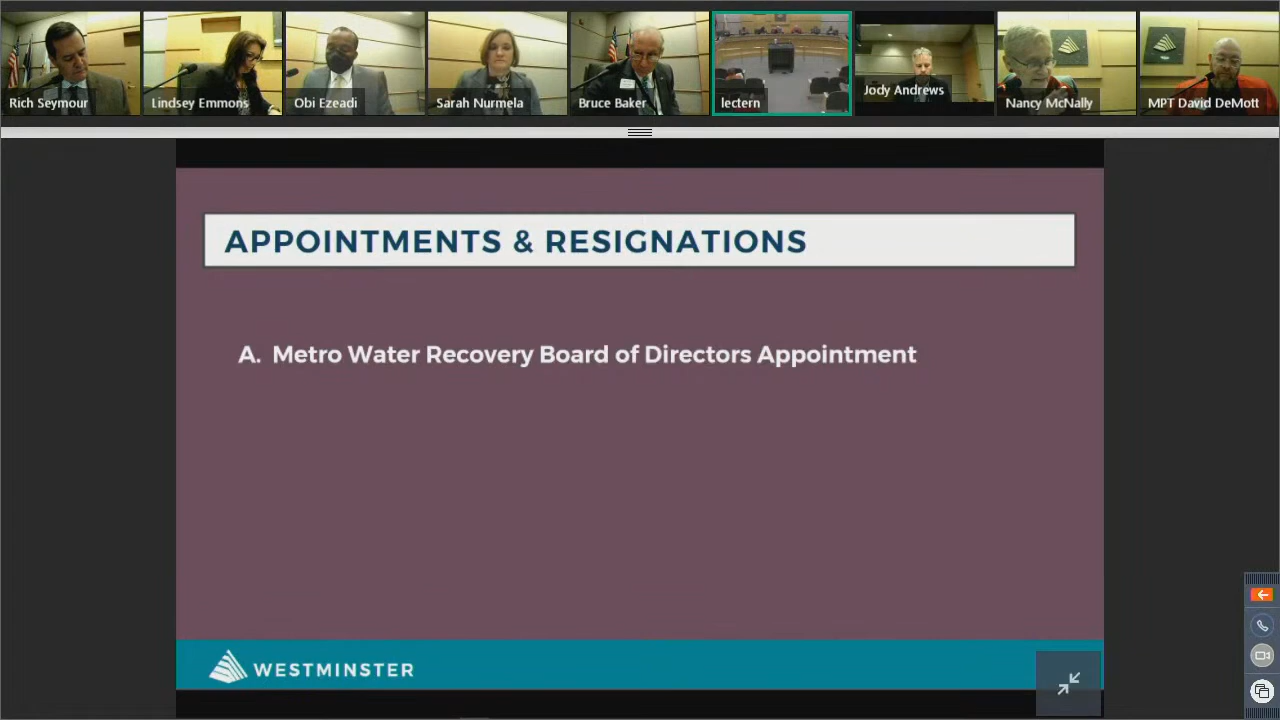 Rich Seymour
Lindsey Emmons
Obi Ezeadi
Sarah Nurmela
Bruce Baker
lectern
Jody Andrews
Nancy McNally
MPT David DeMott
APPOINTMENTS & RESIGNATIONS
A. Metro Water Recovery Board of Directors Appointment
WESTMINSTER